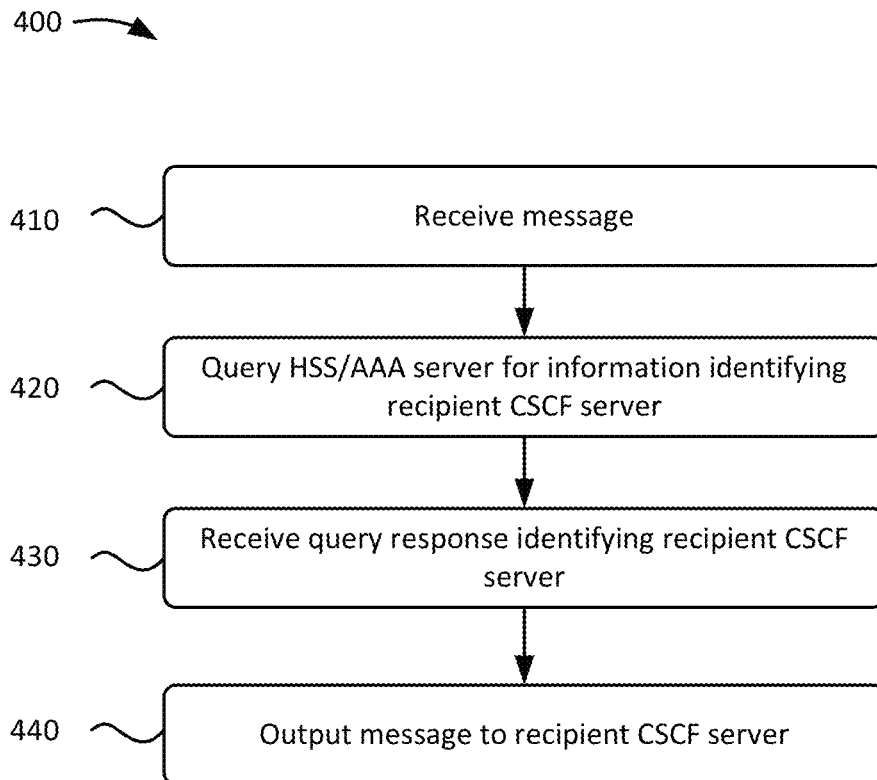 400
410
Receive message
420
Query HSS/AAA server for information identifying
recipient CSCF server
430
Receive query response identifying recipient CSCF
server
440
Output message to recipient CSCF server